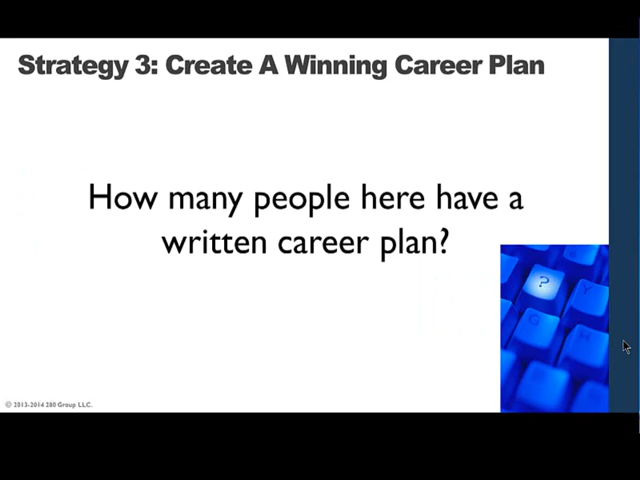 Strategy 3: Create A Winning Career Plan
How many people here have a
written career plan?
?
Y
G
© 2013-2014 280 Group LLC.